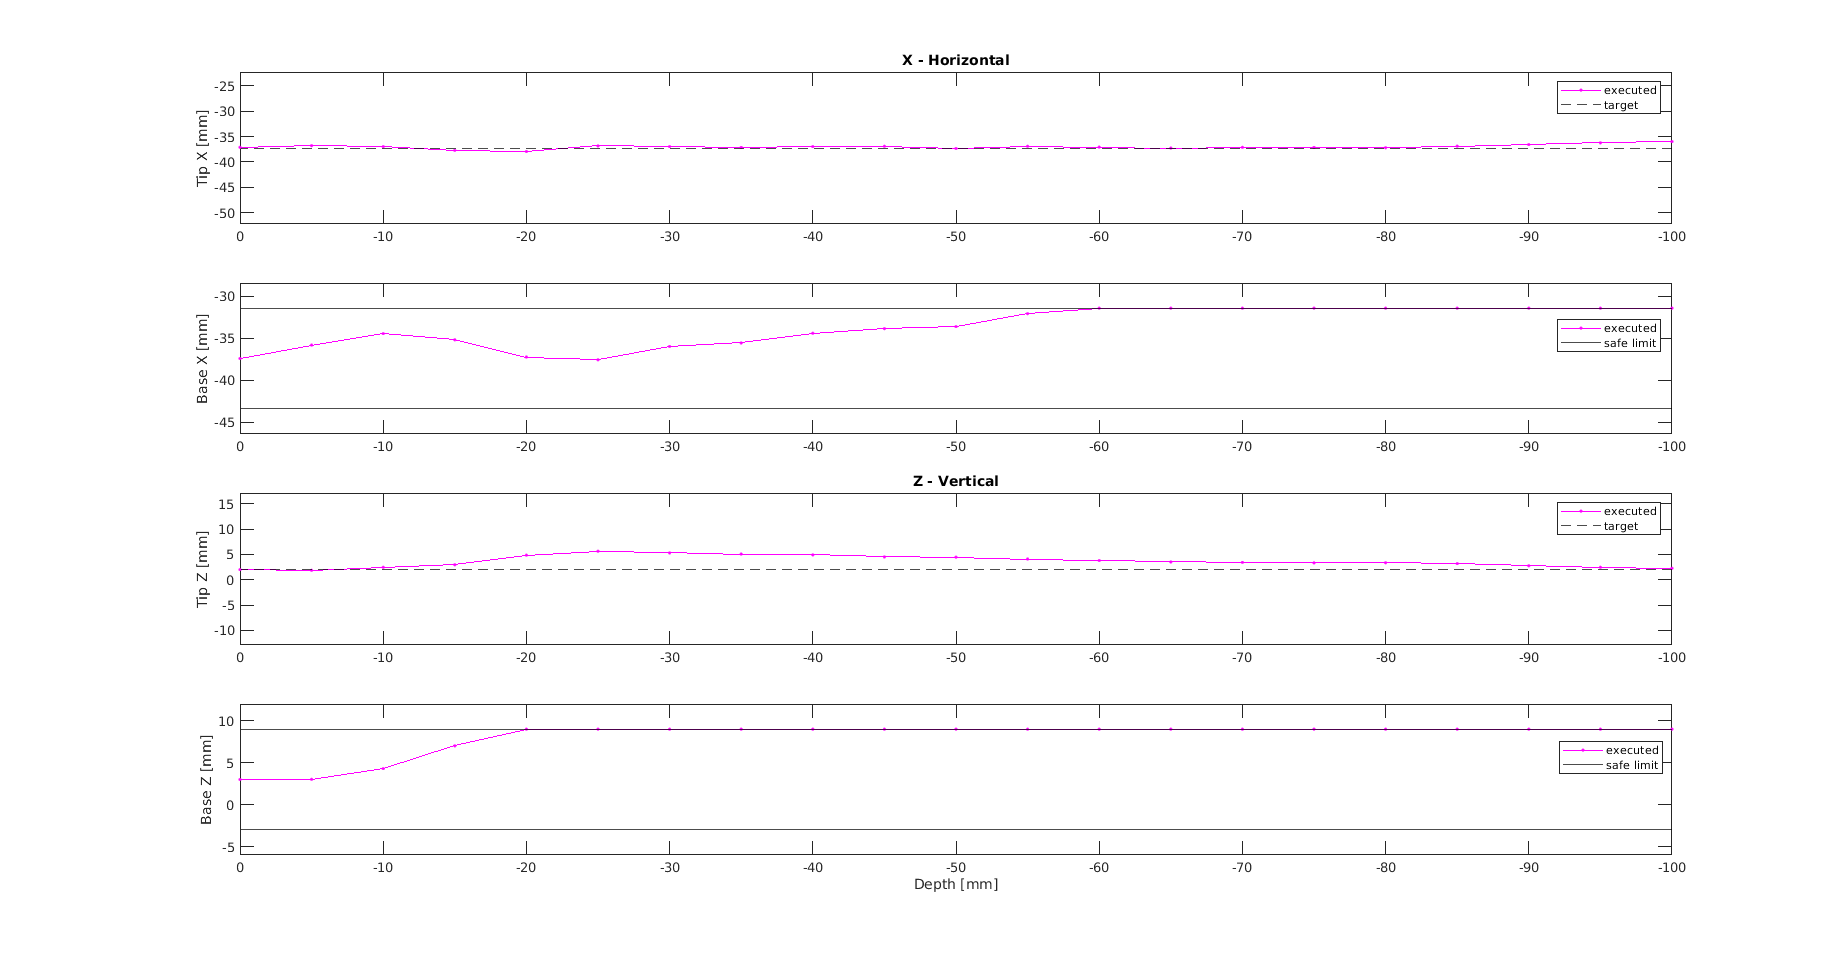 X - Horizontal
Tip X [mm]
-25
-30
-35
-40
-45
-50
executed
target
0 -10 -20 -30 -40 -50 -60 -70 -80 -90 -100
Base X [mm]
-30
-35
-40
-45
executed
safe limit
0 -10 -20 -30 -40 -50 -60 -70 -80 -90 -100
Z - Vertical
Tip Z [mm]
15
10
5
0
-5
-10
executed
target
0 -10 -20 -30 -40 -50 -60 -70 -80 -90 -100
Base Z [mm]
10
5
0
-5
executed
safe limit
0 -10 -20 -30 -40 -50 -60 -70 -80 -90 -100
Depth [mm]